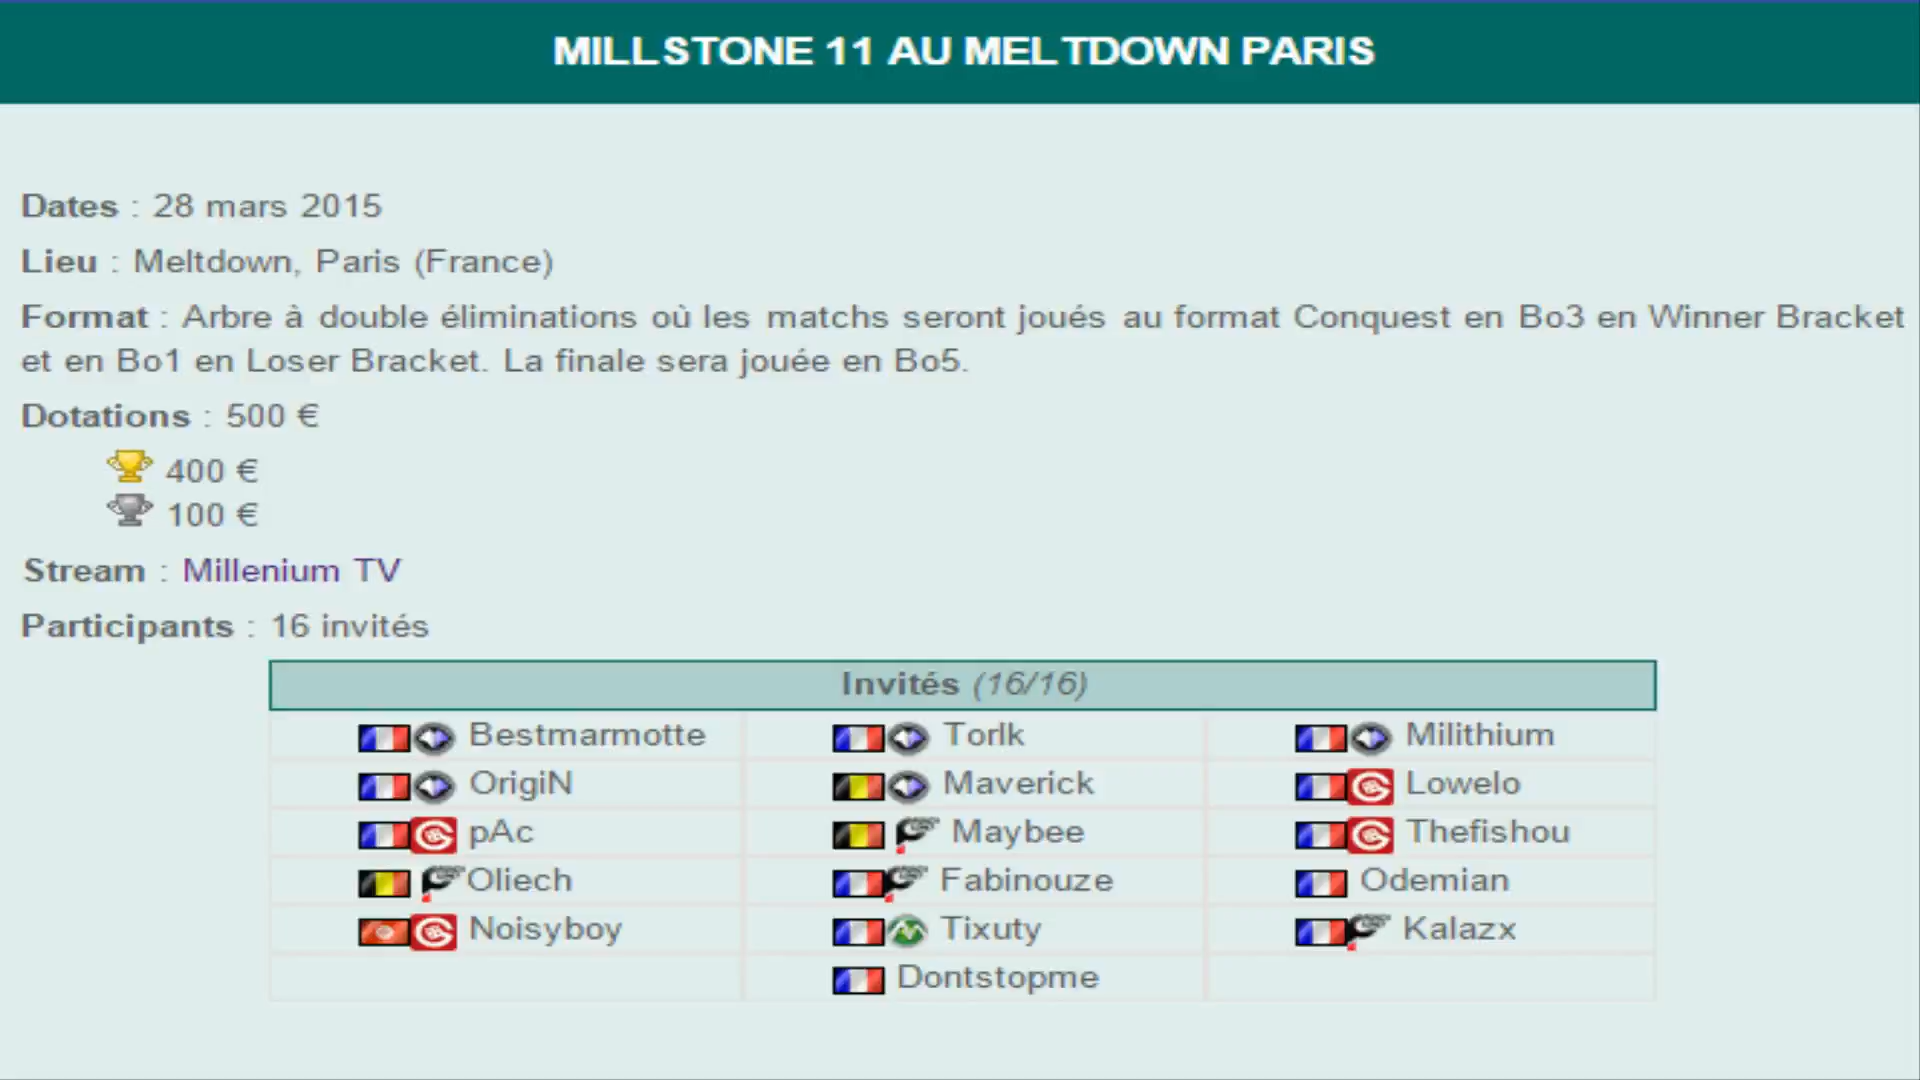 MILLSTONE 11 AU MELTDOWN PARIS
Dates : 28 mars 2015
Lieu : Meltdown, Paris (France)
Format : Arbre à double éliminations où les matchs seront joués au format Conquest en Bo3 en Winner Bracket
et en Bo1 en Loser Bracket. La finale sera jouée en Bo5.
Dotations : 500 €
400 €
100 €
Stream : Millenium TV
Participants : 16 invités
Invités (16/16)
Bestmarmotte Torlk Milithium
OrigiN Maverick Lowelo
pAc Maybee Thefishou
Oliech Fabinouze Odemian
Noisyboy Tixuty Kalazx
Dontstopme